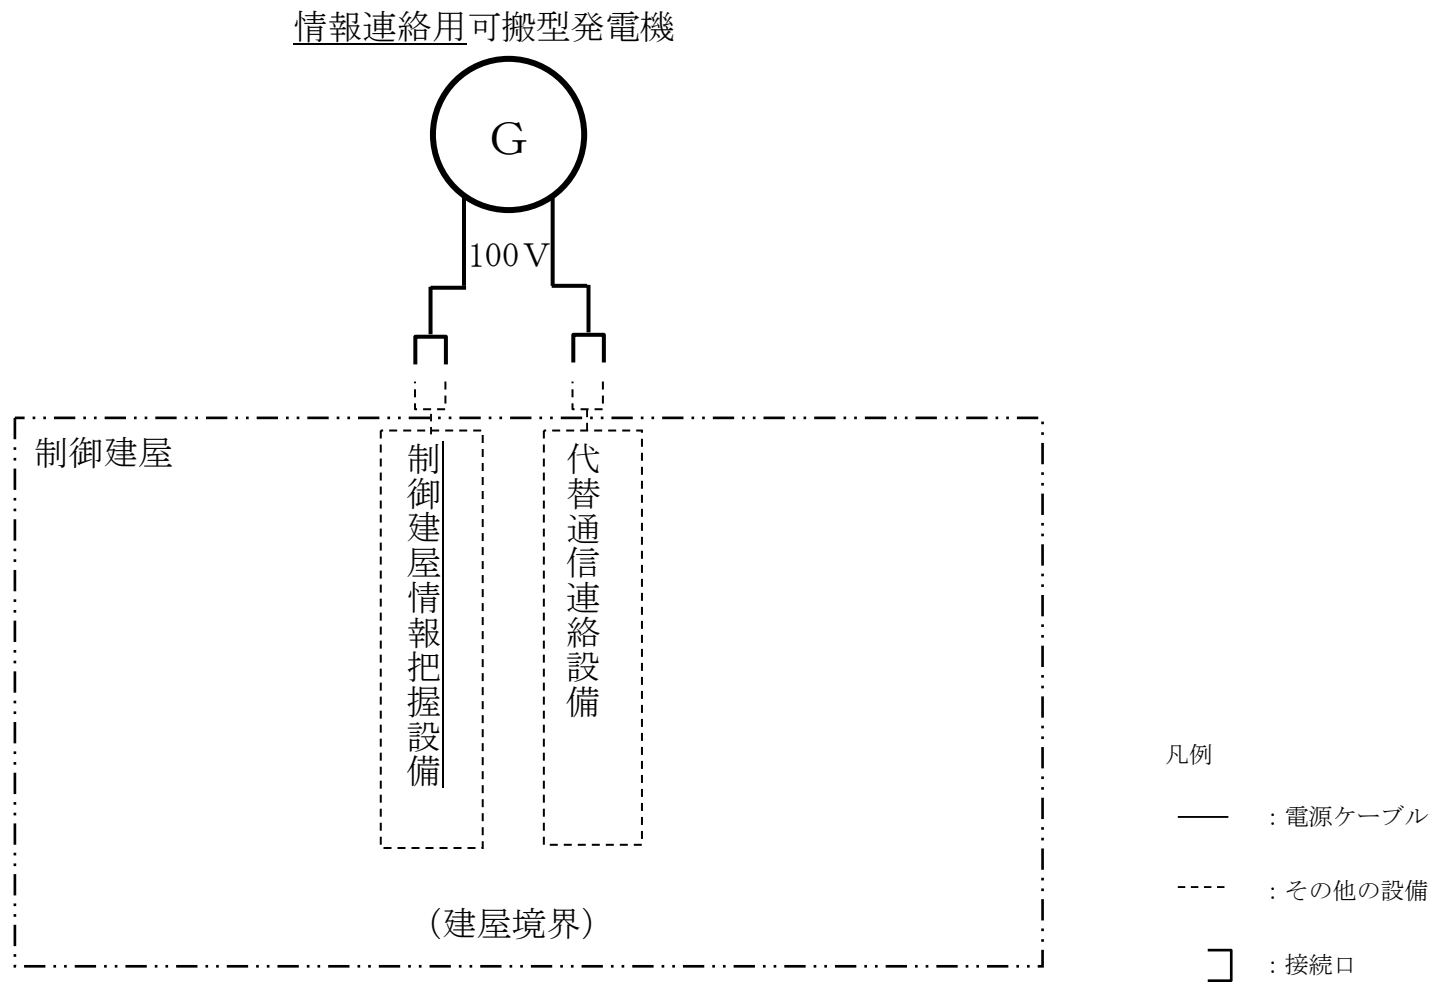 情報連絡用可搬型発電機
G
100V
制御建屋
制御建屋情報把握設備
代替通信連絡設備
(建屋境界)
凡例
:電源ケーブル
:その他の設備
:接続口